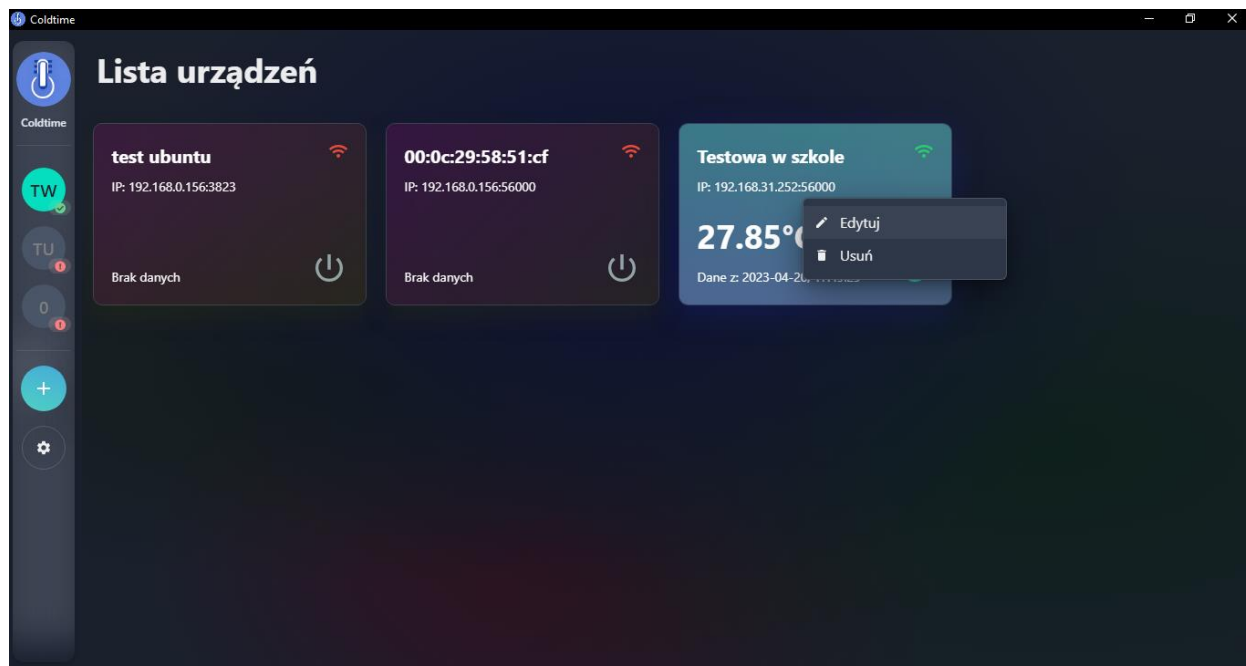 Coldtime
Lista urządzeń
Coldtime
TW
TU
0
test ubuntu
IP: 192.168.0.156:3823
Brak danych
00:0c:29:58:51:cf
IP: 192.168.0.156:56000
Brak danych
Testowa w szkole
IP: 192.168.31.252:56000
27.85°
Dane z: 2023-04-20,
Edytuj
Usuń